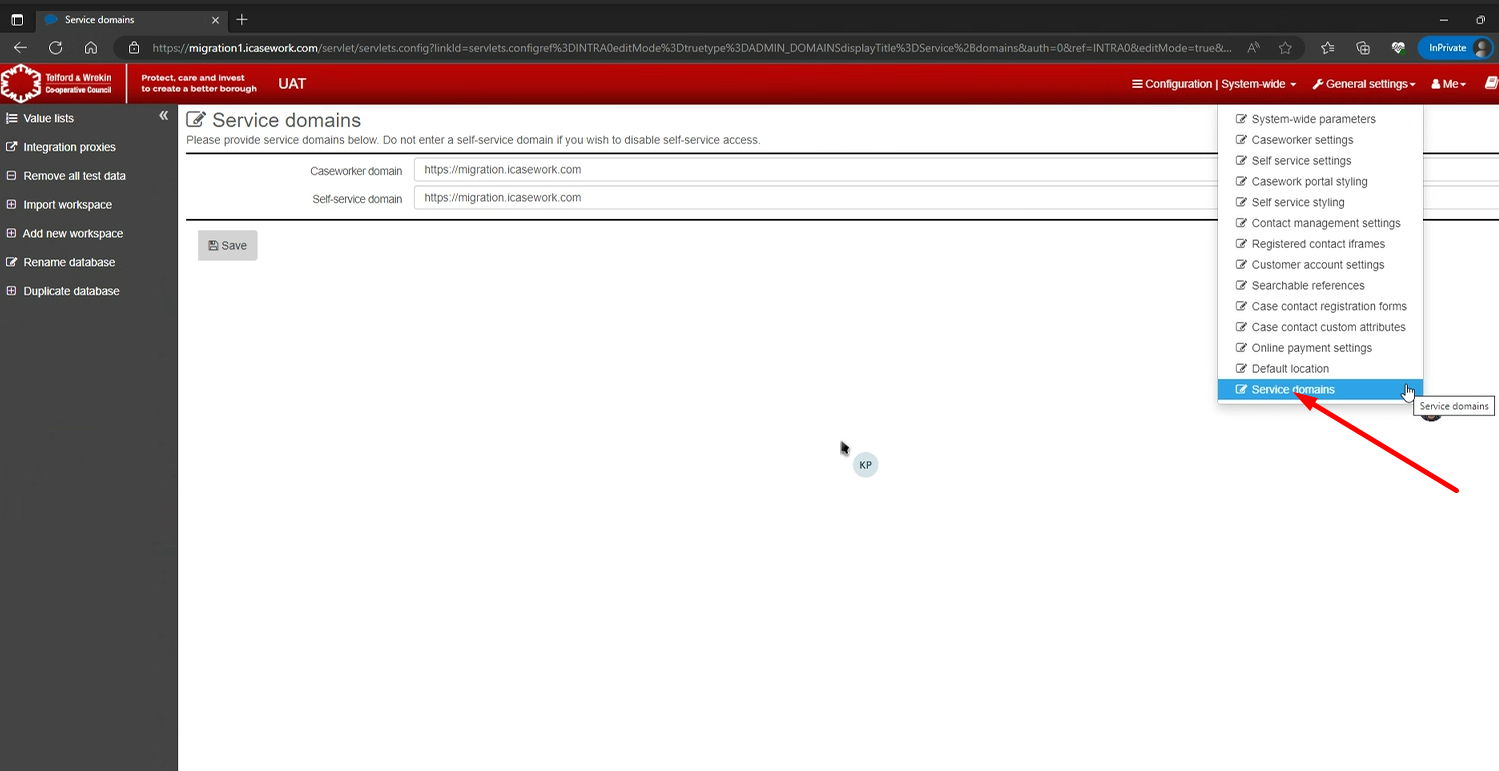 Service domains
https://migration1.icasework.com/servlet/servlets.config?linkId=servlets.configref%3DINTRA0editMode%3Dtruetype%3DADMIN_DOMAINSdisplayTitle%3DService%2Bdomains&auth=0&ref=INTRA0&editMode=true&...
InPrivate
Telford & Wrekin
Co-operative Council
Protect, care and invest
to create a better borough
UAT
Configuration | System-wide
General settings
Me
Value lists
Integration proxies
Remove all test data
Import workspace
Add new workspace
Rename database
Duplicate database
Service domains
Please provide service domains below. Do not enter a self-service domain if you wish to disable self-service access.
Caseworker domain
https://migration.icasework.com
Self-service domain
https://migration.icasework.com
Save
System-wide parameters
Caseworker settings
Self service settings
Casework portal styling
Self service styling
Contact management settings
Registered contact iframes
Customer account settings
Searchable references
Case contact registration forms
Case contact custom attributes
Online payment settings
Default location
Service domains
Service domains
KP